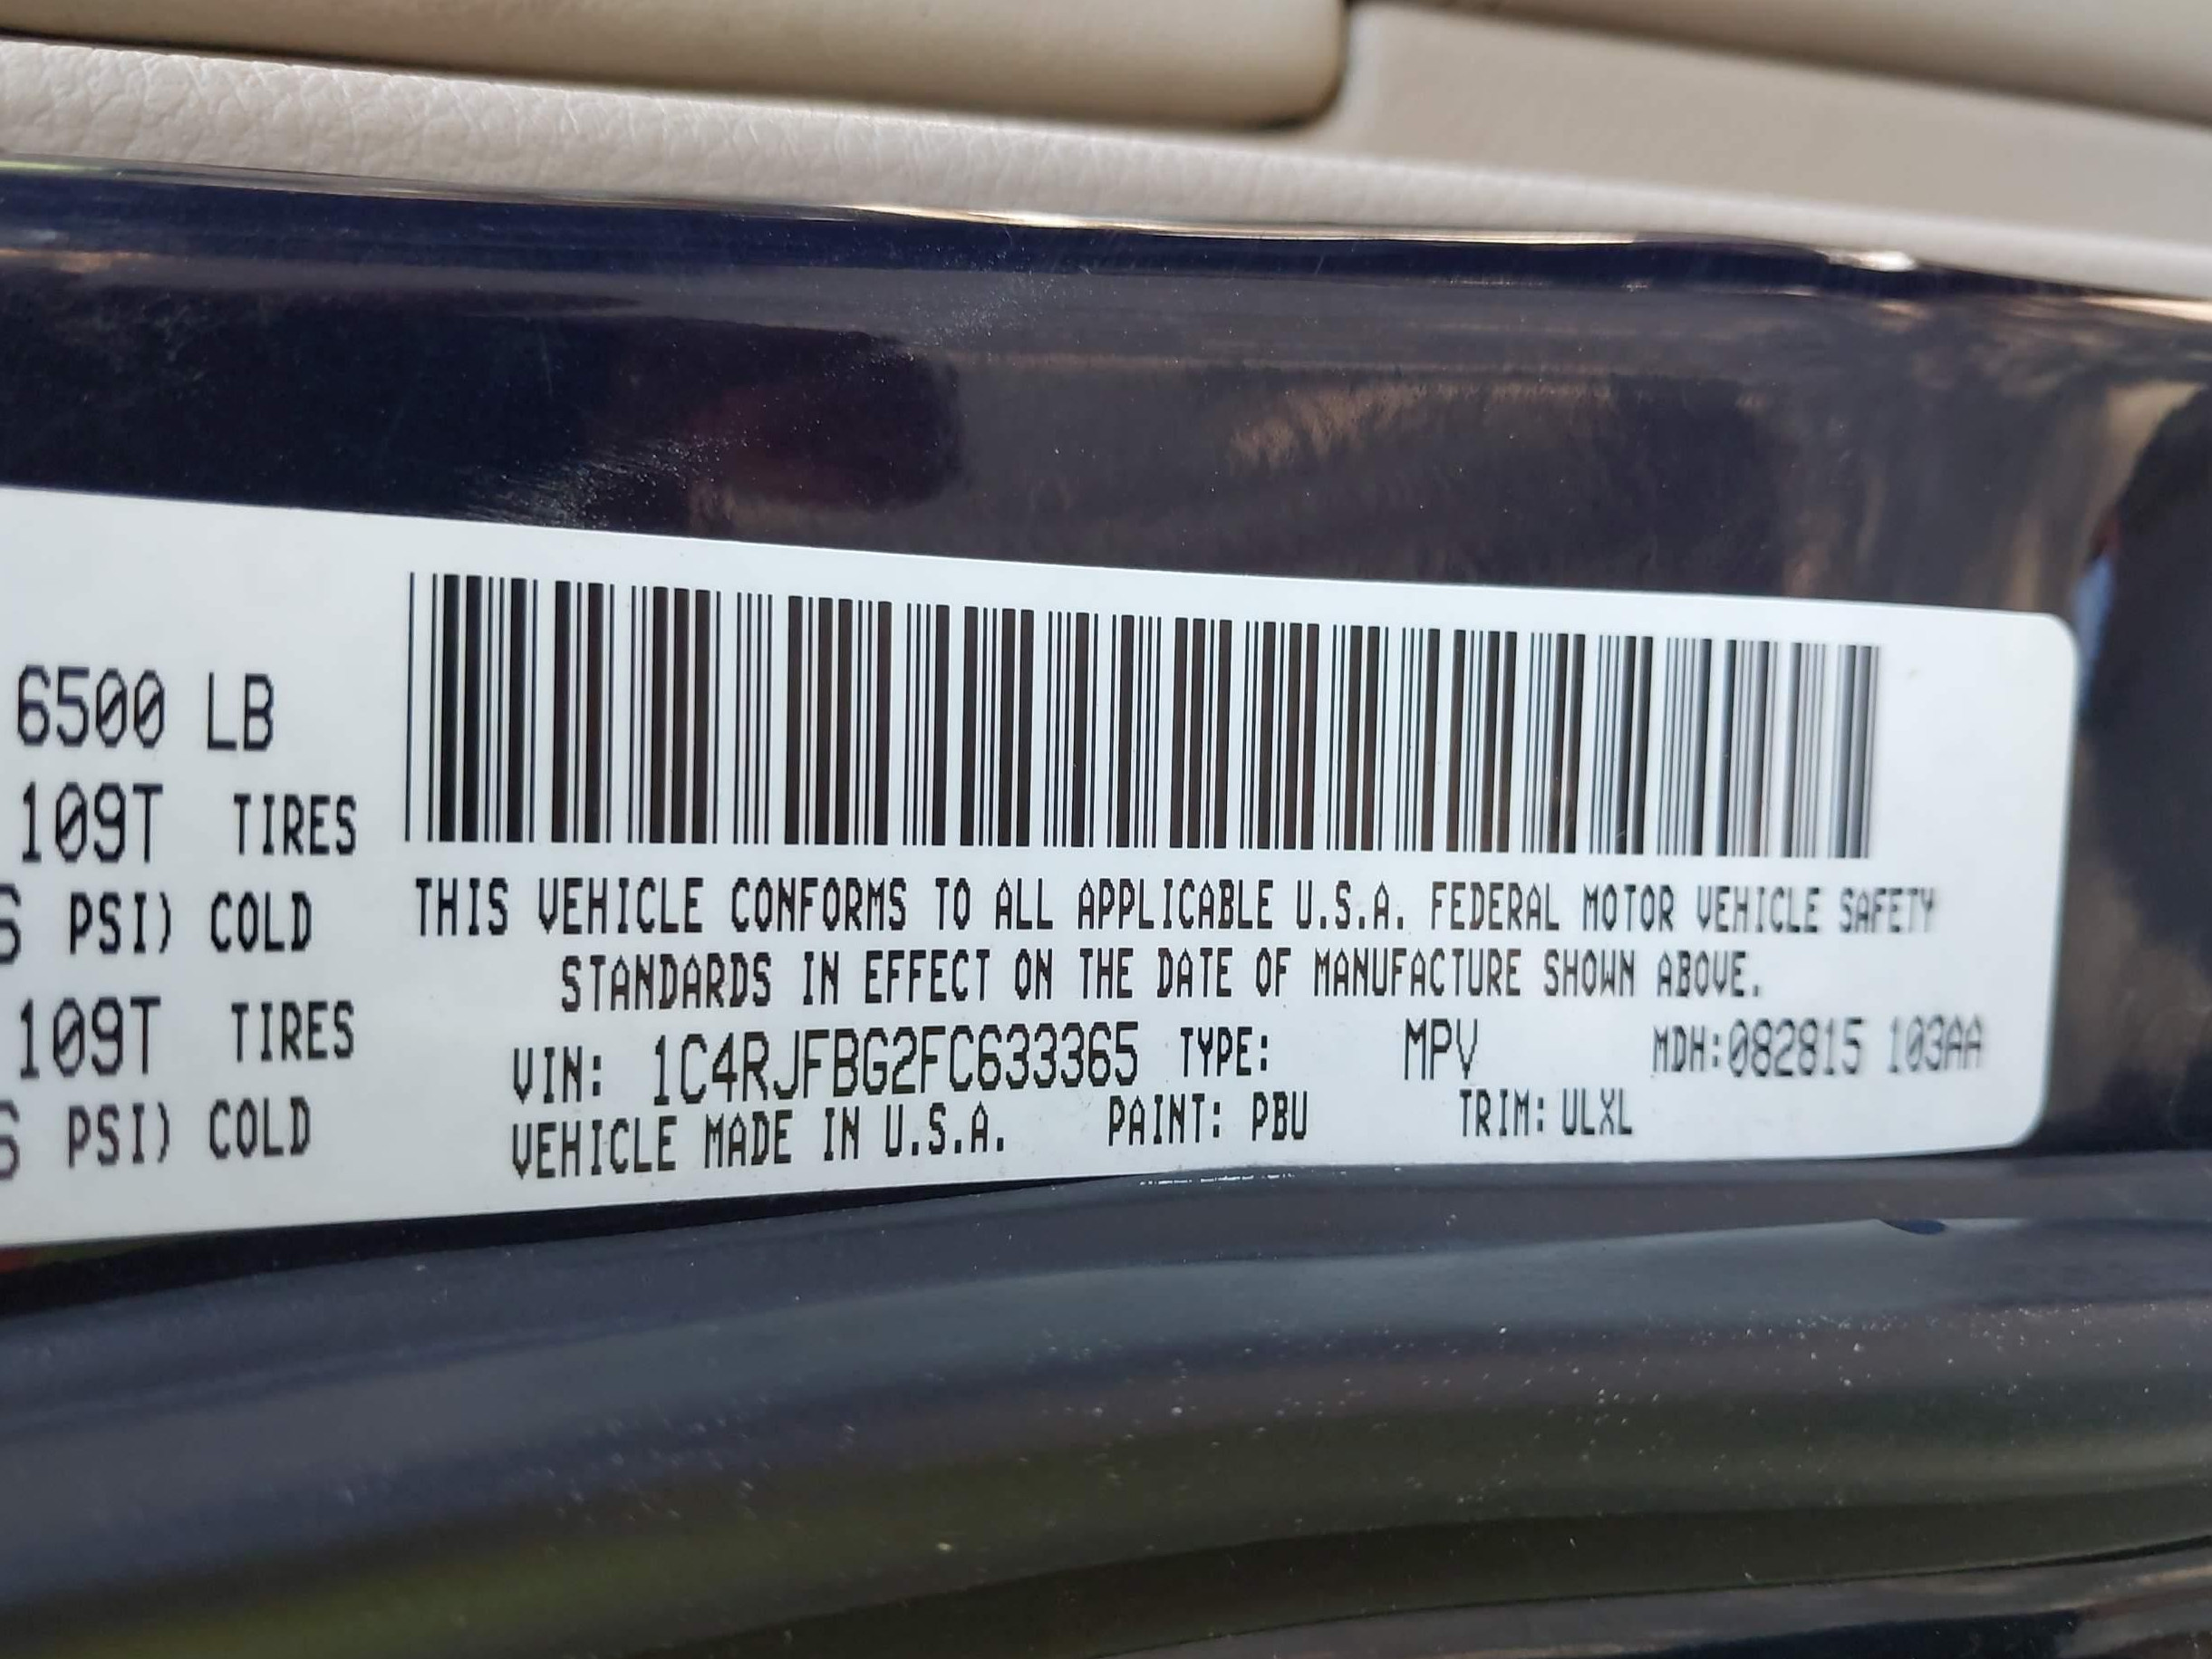 6500 LB
109T TIRES
PSI) COLD
109T TIRES
PSI) COLD
THIS VEHICLE CONFORMS TO ALL APPLICABLE U.S.A. FEDERAL MOTOR VEHICLE SAFETY
STANDARDS IN EFFECT ON THE DATE OF MANUFACTURE SHOWN ABOVE.
VIN: 1C4RJFBG2FC633365 TYPE: MPV MDH:082815 103AA
VEHICLE MADE IN U.S.A. PAINT: PBU TRIM: ULXL